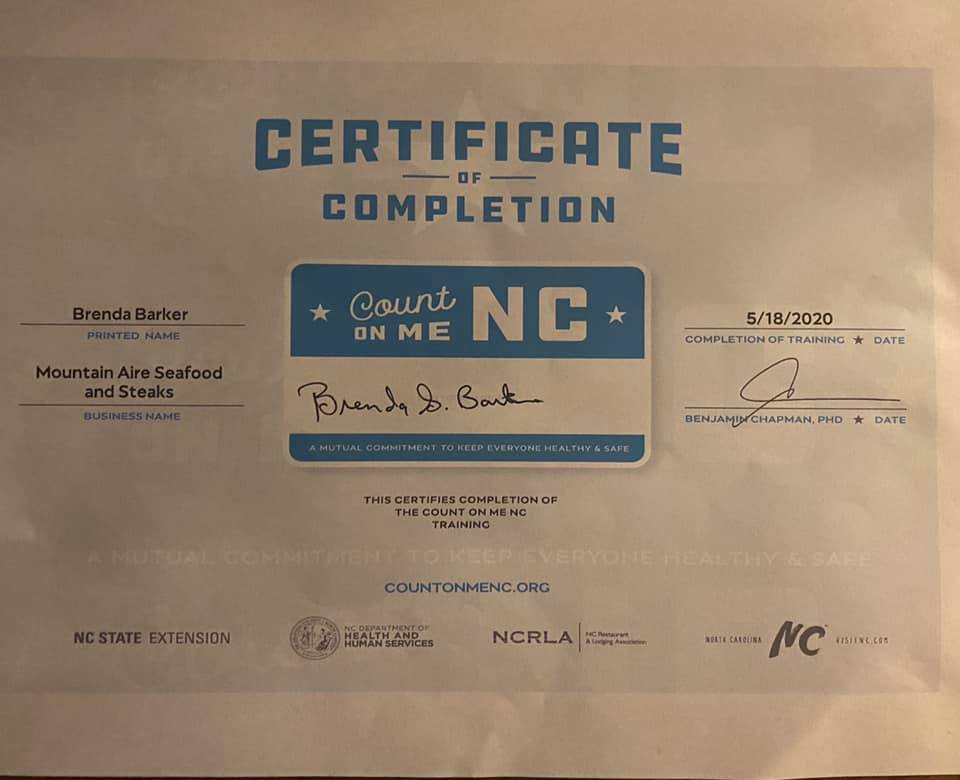 CERTIFICATE
OF
COMPLETION
Count
ON ME
NC
Brenda Barker
PRINTED NAME
Mountain Aire Seafood
and Steaks
BUSINESS NAME
Brenda S. Barker
A MUTUAL COMMITMENT TO KEEP EVERYONE HEALTHY & SAFE
5/18/2020
COMPLETION OF TRAINING ★ DATE
BENJAMIN CHAPMAN, PHD ★ DATE
THIS CERTIFIES COMPLETION OF
THE COUNT ON ME NC
TRAINING
A MUTUAL COMMITMENT TO KEEP EVERYONE HEALTHY & SAFE
COUNTONMENC.ORG
NC STATE EXTENSION
NC DEPARTMENT OF
HEALTH AND
HUMAN SERVICES
NCRLA
NC Restaurant
& Lodging Association
NORTH CAROLINA
NC
VISITNC.COM